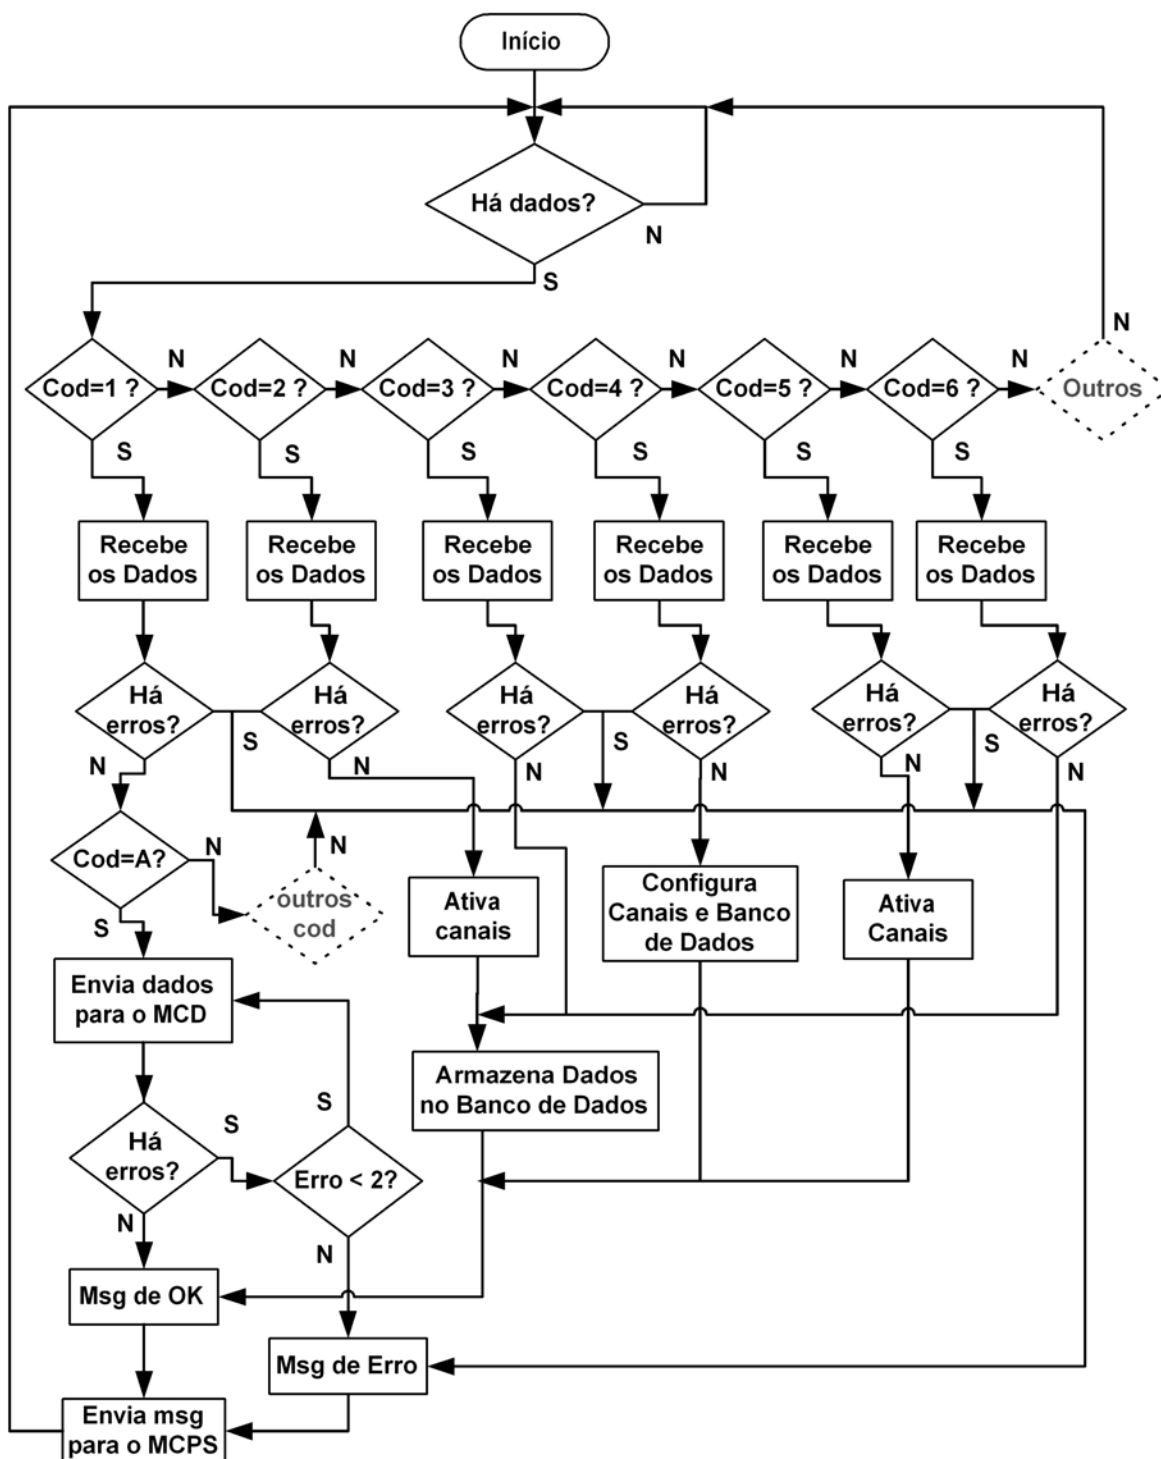 Início
Há dados?
N
S
N
Cod=1 ?
N
Cod=2 ?
N
Cod=3 ?
N
Cod=4 ?
N
Cod=5 ?
N
Cod=6 ?
N
Outros
S
S
S
S
S
S
Recebe
os Dados
Recebe
os Dados
Recebe
os Dados
Recebe
os Dados
Recebe
os Dados
Recebe
os Dados
Há
erros?
Há
erros?
Há
erros?
Há
erros?
Há
erros?
Há
erros?
S
S
S
N
N
N
N
N
N
Cod=A?
N
N
outros
cod
S
Ativa
canais
Configura
Canais e Banco
de Dados
Ativa
Canais
Envia dados
para o MCD
Armazena Dados
no Banco de Dados
Há
erros?
S
S
Erro < 2?
N
N
Msg de OK
Msg de Erro
Envia msg
para o MCPS